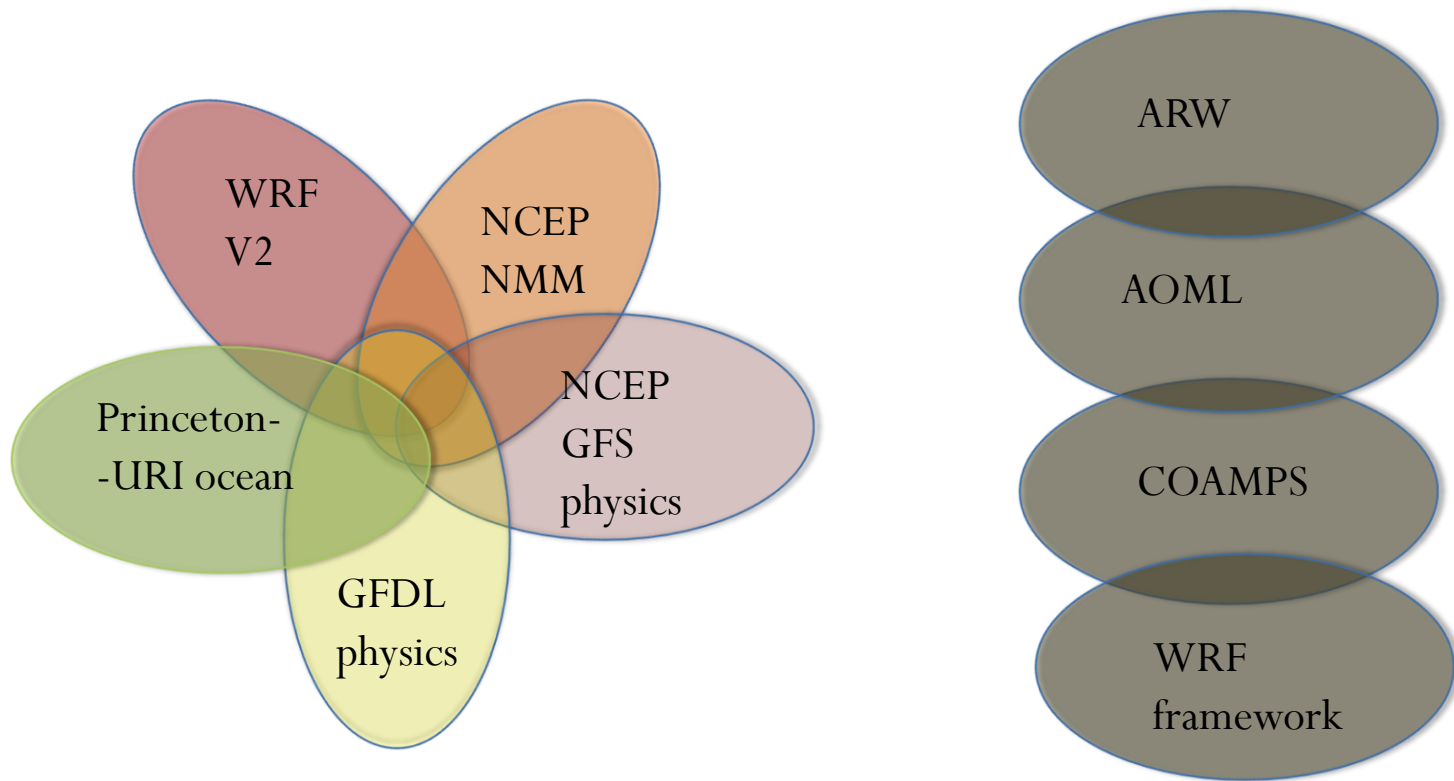 WRF
V2
NCEP
NMM
NCEP
GFS
physics
Princeton-
-URI ocean
GFDL
physics
ARW
AOML
COAMPS
WRF
framework